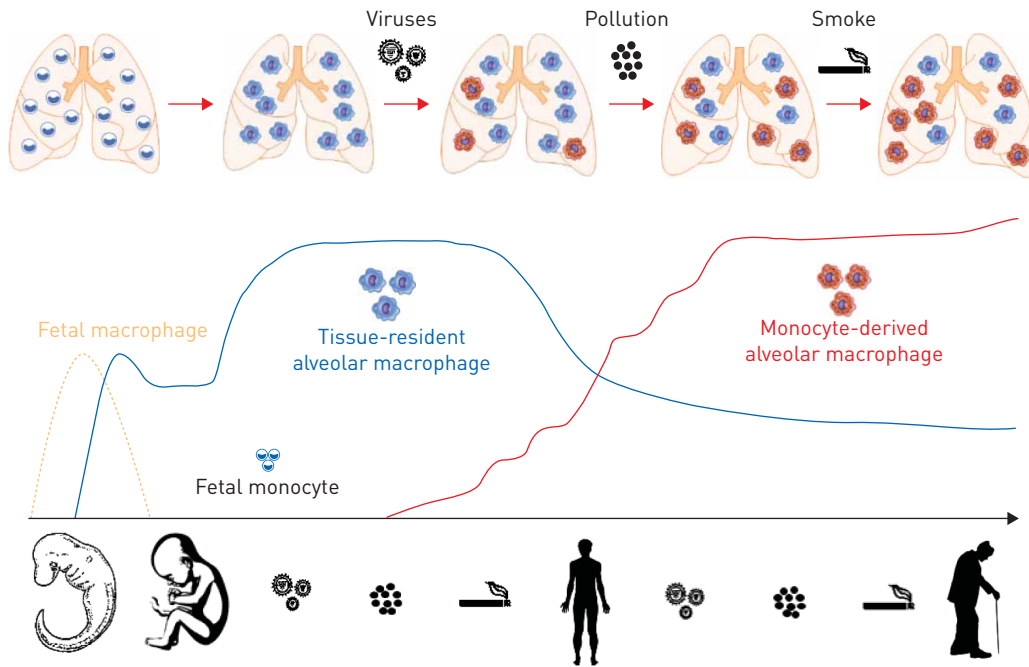 Viruses
Pollution
Smoke
Fetal macrophage
Tissue-resident
alveolar macrophage
Monocyte-derived
alveolar macrophage
Fetal monocyte